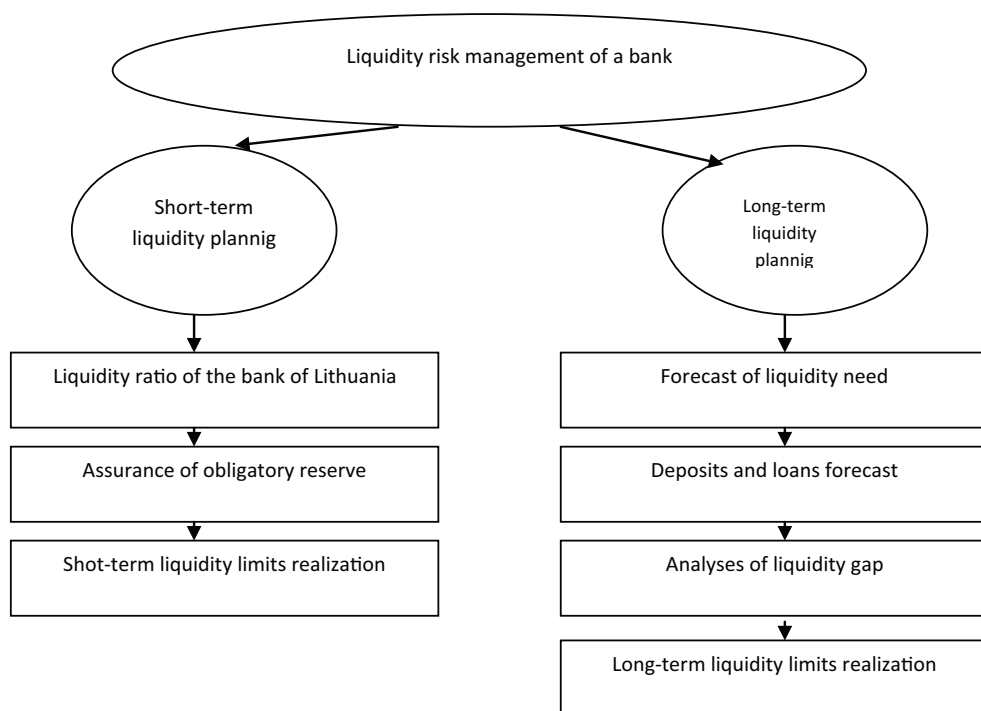 Liquidity risk management of a bank
Short-term
liquidity plannig
Long-term
liquidity
plannig
Liquidity ratio of the bank of Lithuania
Assurance of obligatory reserve
Shot-term liquidity limits realization
Forecast of liquidity need
Deposits and loans forecast
Analyses of liquidity gap
Long-term liquidity limits realization